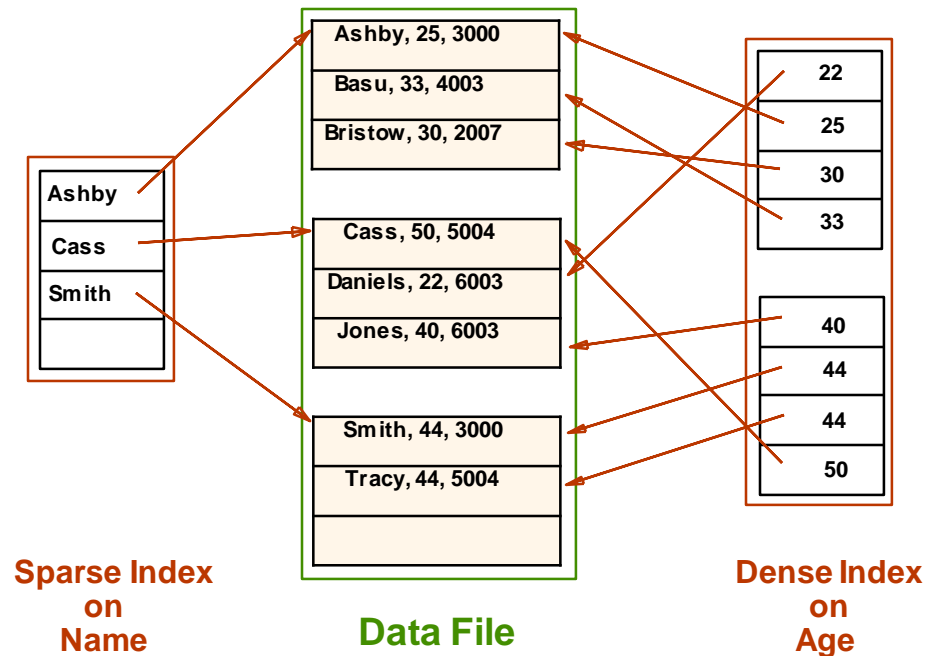 Ashby
Cass
Smith
Ashby, 25, 3000
Basu, 33, 4003
Bristow, 30, 2007
Cass, 50, 5004
Daniels, 22, 6003
Jones, 40, 6003
Smith, 44, 3000
Tracy, 44, 5004
22
25
30
33
40
44
44
50
Sparse Index
on
Name
Data File
Dense Index
on
Age